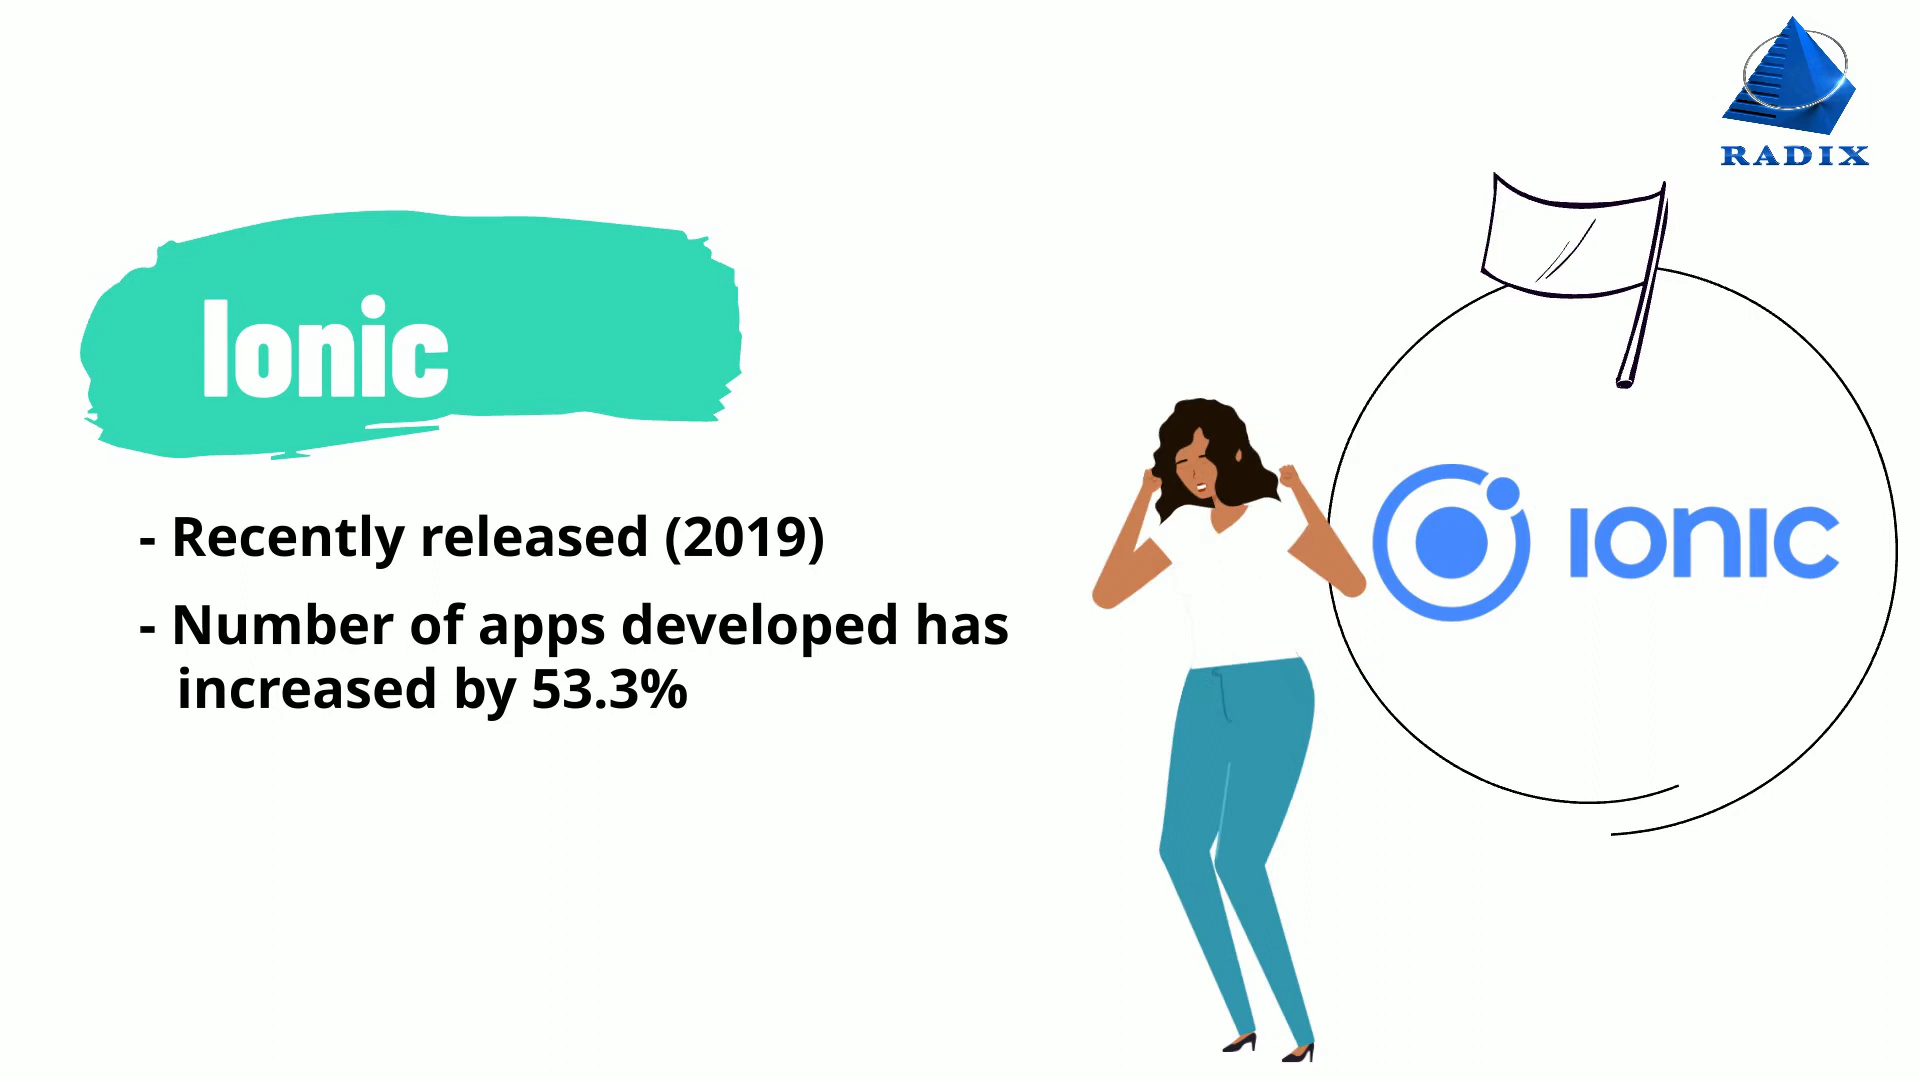 RADIX
Ionic
IONIC
- Recently released (2019)
- Number of apps developed has
increased by 53.3%